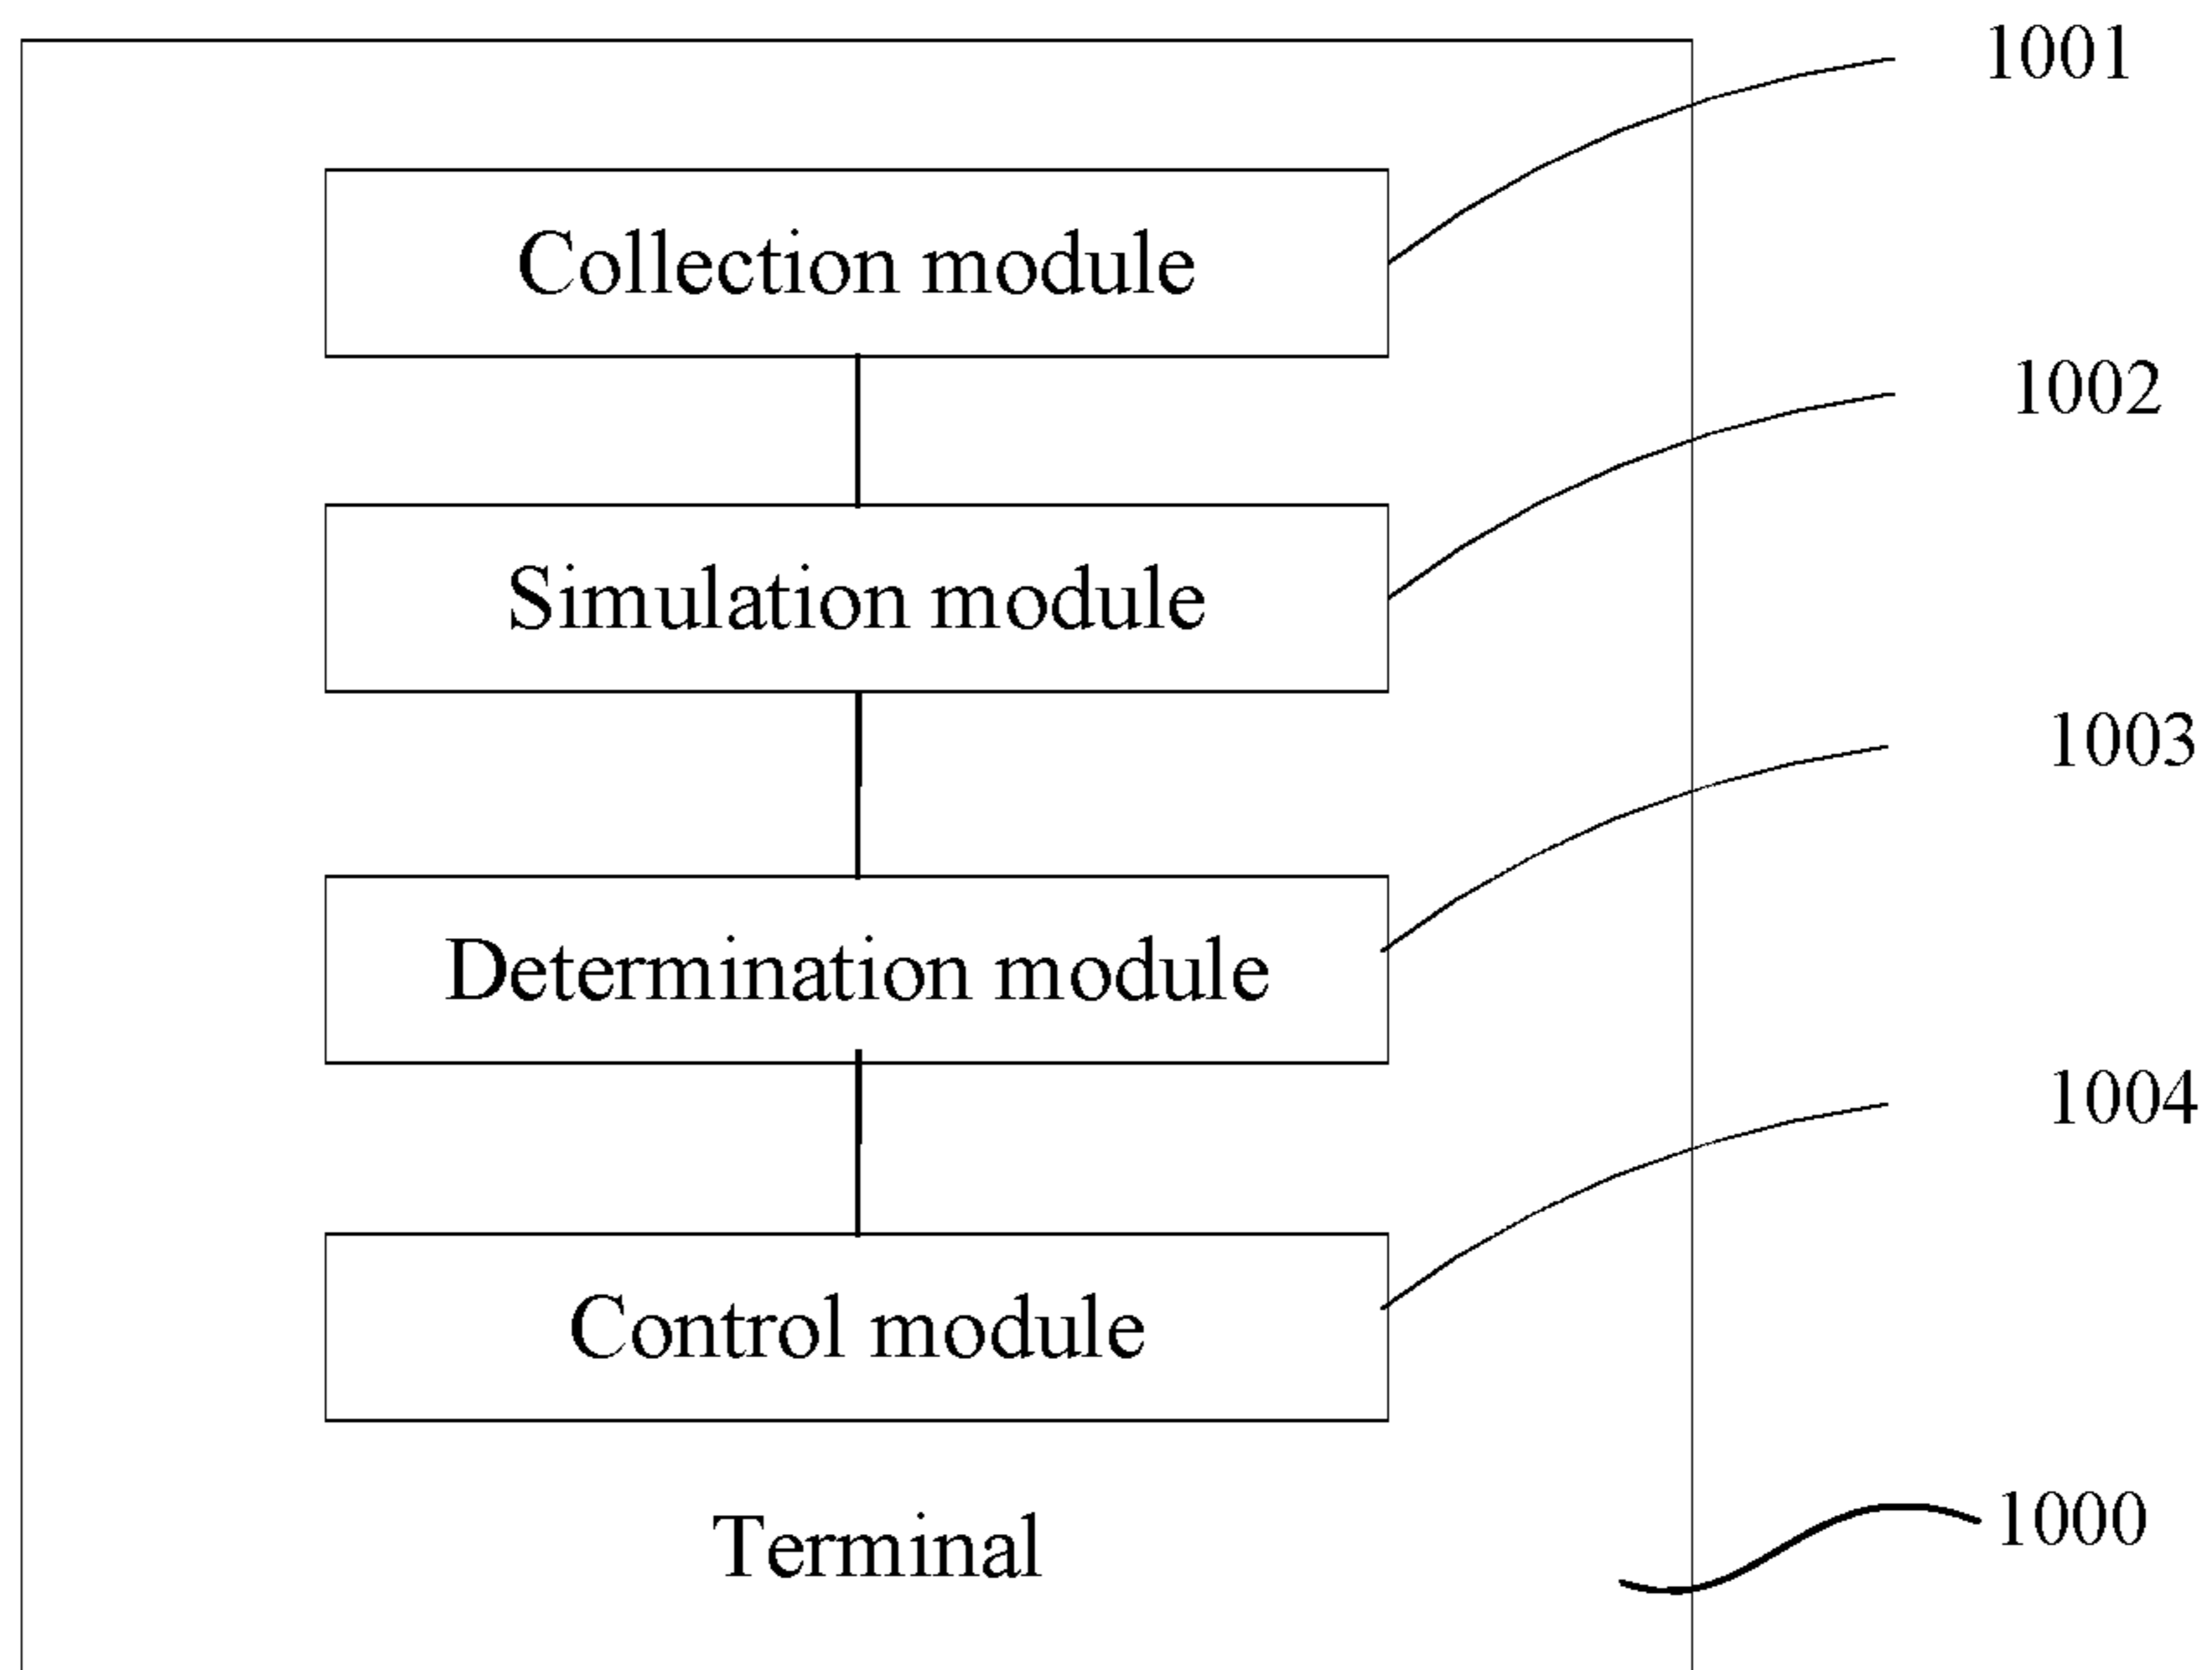 1001
Collection module
1002
Simulation module
1003
Determination module
1004
Control module
1000
Terminal